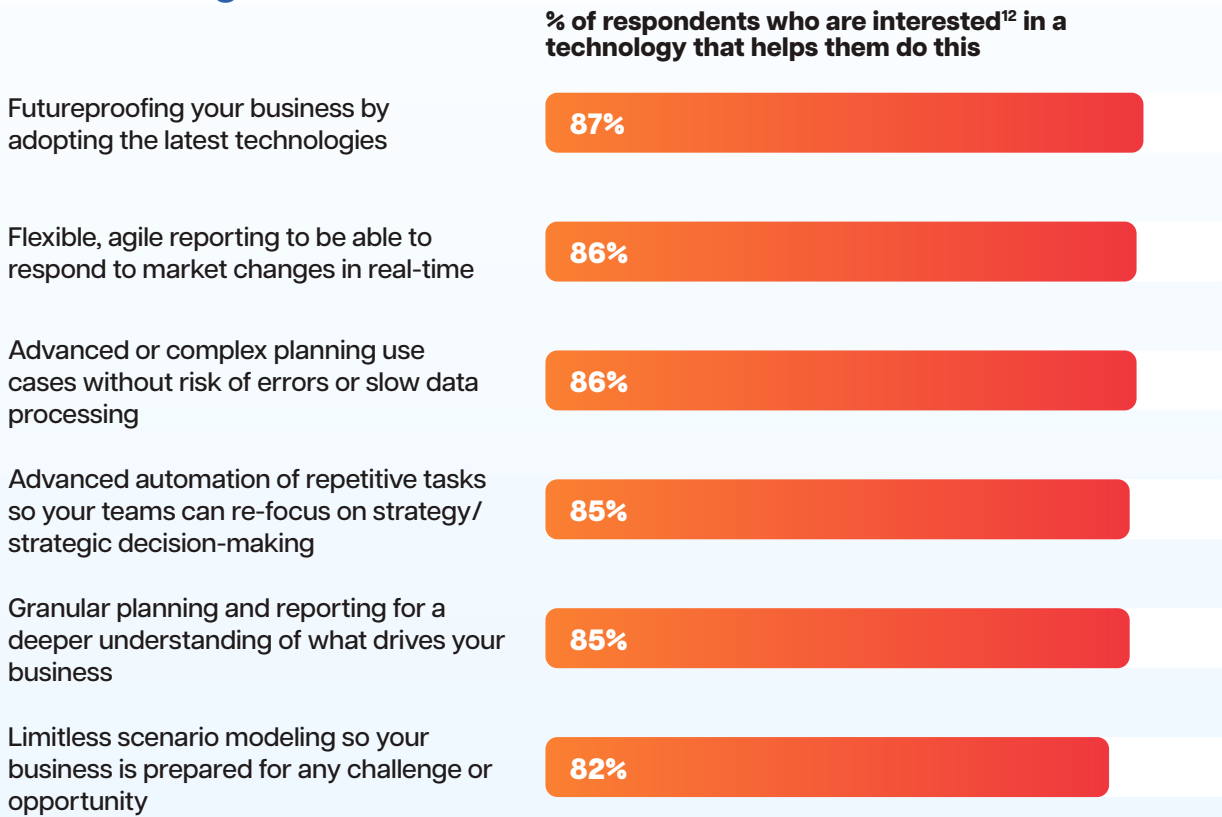 % of respondents who are interested¹² in a
technology that helps them do this
Futureproofing your business by
adopting the latest technologies
87%
Flexible, agile reporting to be able to
respond to market changes in real-time
86%
Advanced or complex planning use
cases without risk of errors or slow data
processing
86%
Advanced automation of repetitive tasks
so your teams can re-focus on strategy/
strategic decision-making
85%
Granular planning and reporting for a
deeper understanding of what drives your
business
85%
Limitless scenario modeling so your
business is prepared for any challenge or
opportunity
82%